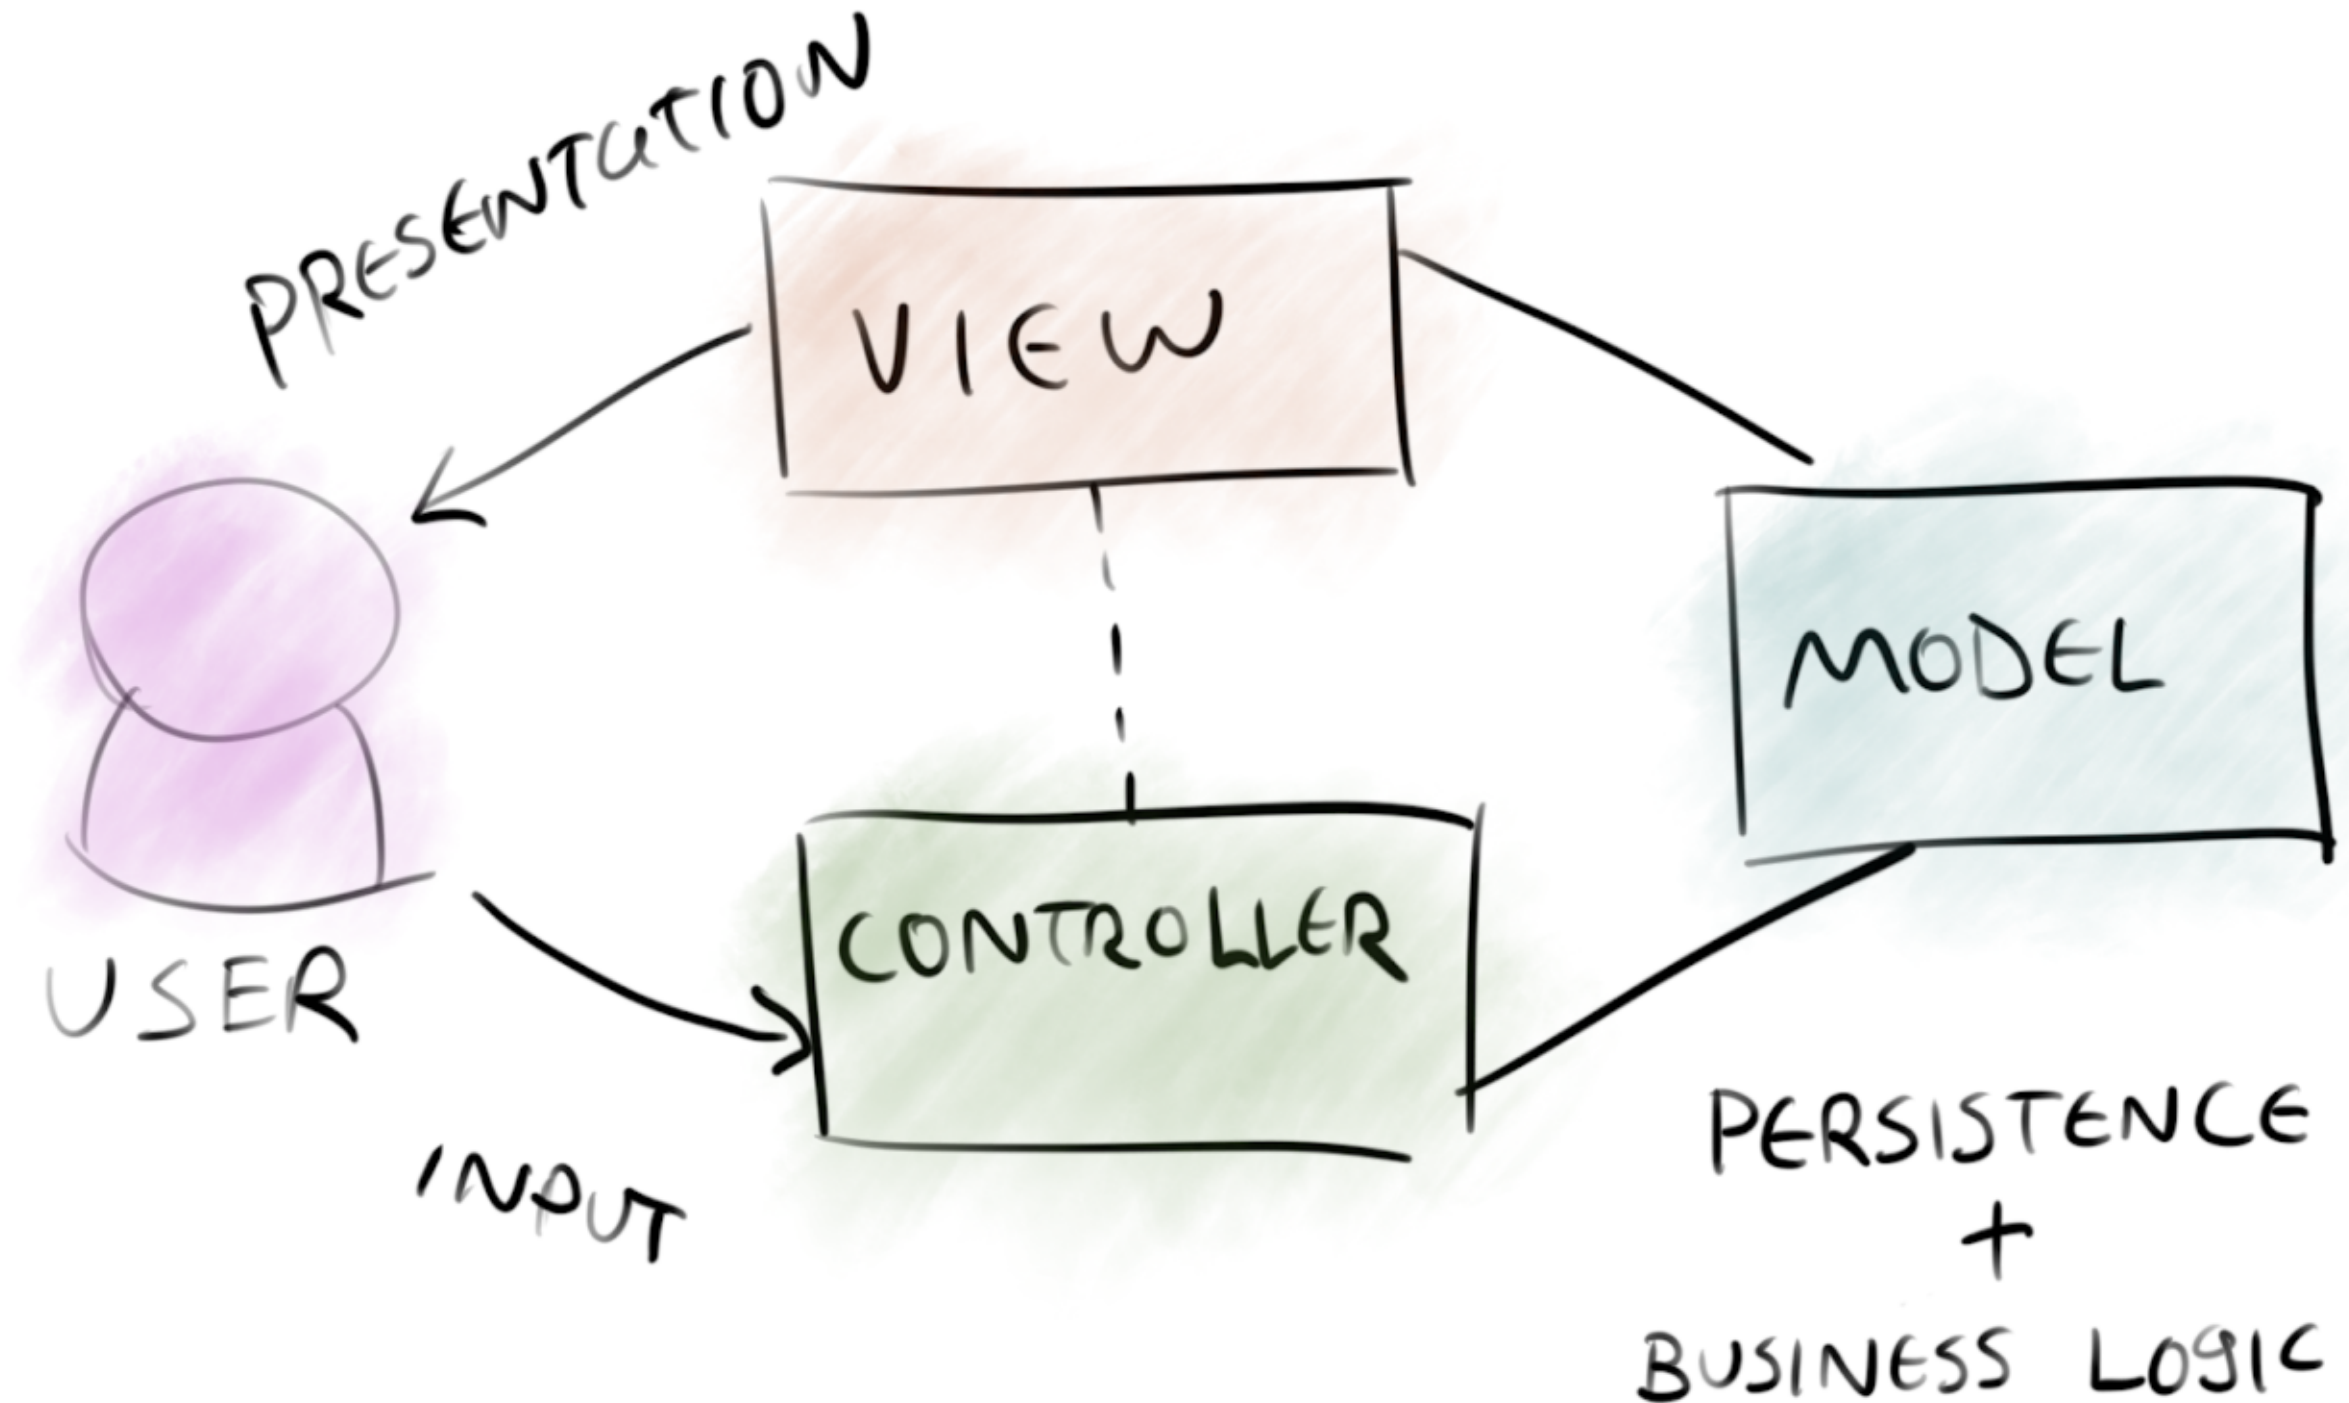 PRESENTATION
VIEW
MODEL
CONTROLLER
USER
INPUT
PERSISTENCE
+
BUSINESS LOGIC